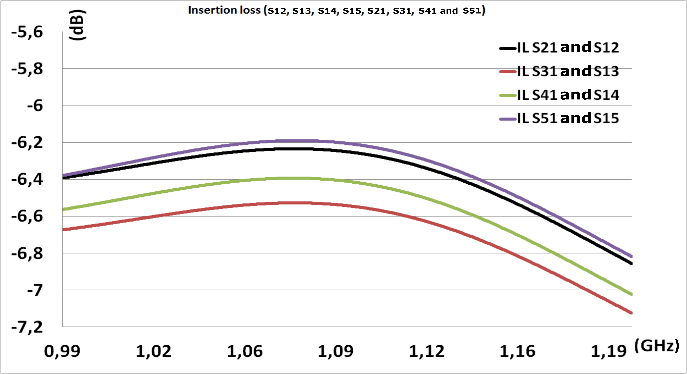 Insertion loss (S12, S13, S14, S15, S21, S31, S41 and S51)
(dB)
-5,6
-5,8
-6
-6,2
-6,4
-6,6
-6,8
-7
-7,2
IL S21 and S12
IL S31 and S13
IL S41 and S14
IL S51 and S15
0,99 1,02 1,06 1,09 1,12 1,16 1,19 (GHz)